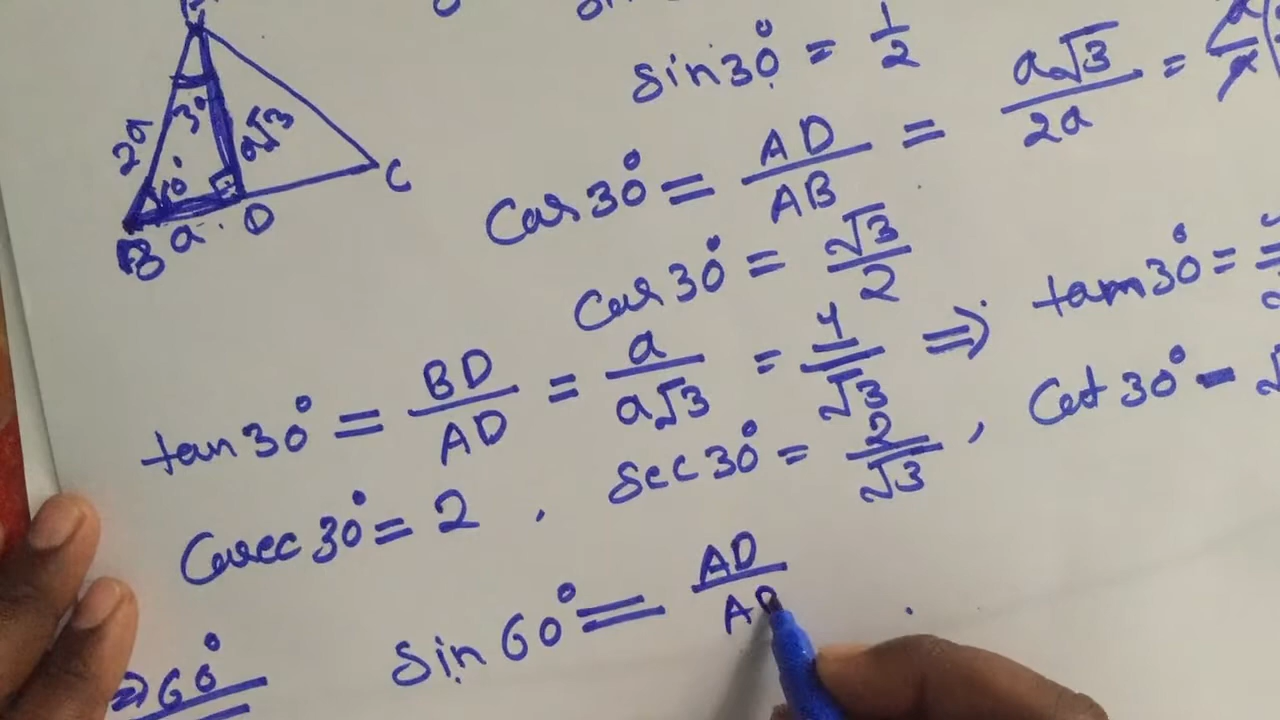 sin30° = 1/2
cos30° = AD/AB = a√3/2a =
cos30° = √3/2
tan30° = BD/AD = a/a√3 = 1/√3 ⇒ tan30° =
cosec30° = 2, sec30° = 2/√3, cot30° = √
⇒60° sin60° = AD/AB
2a 30° a√3
60°
B a D C